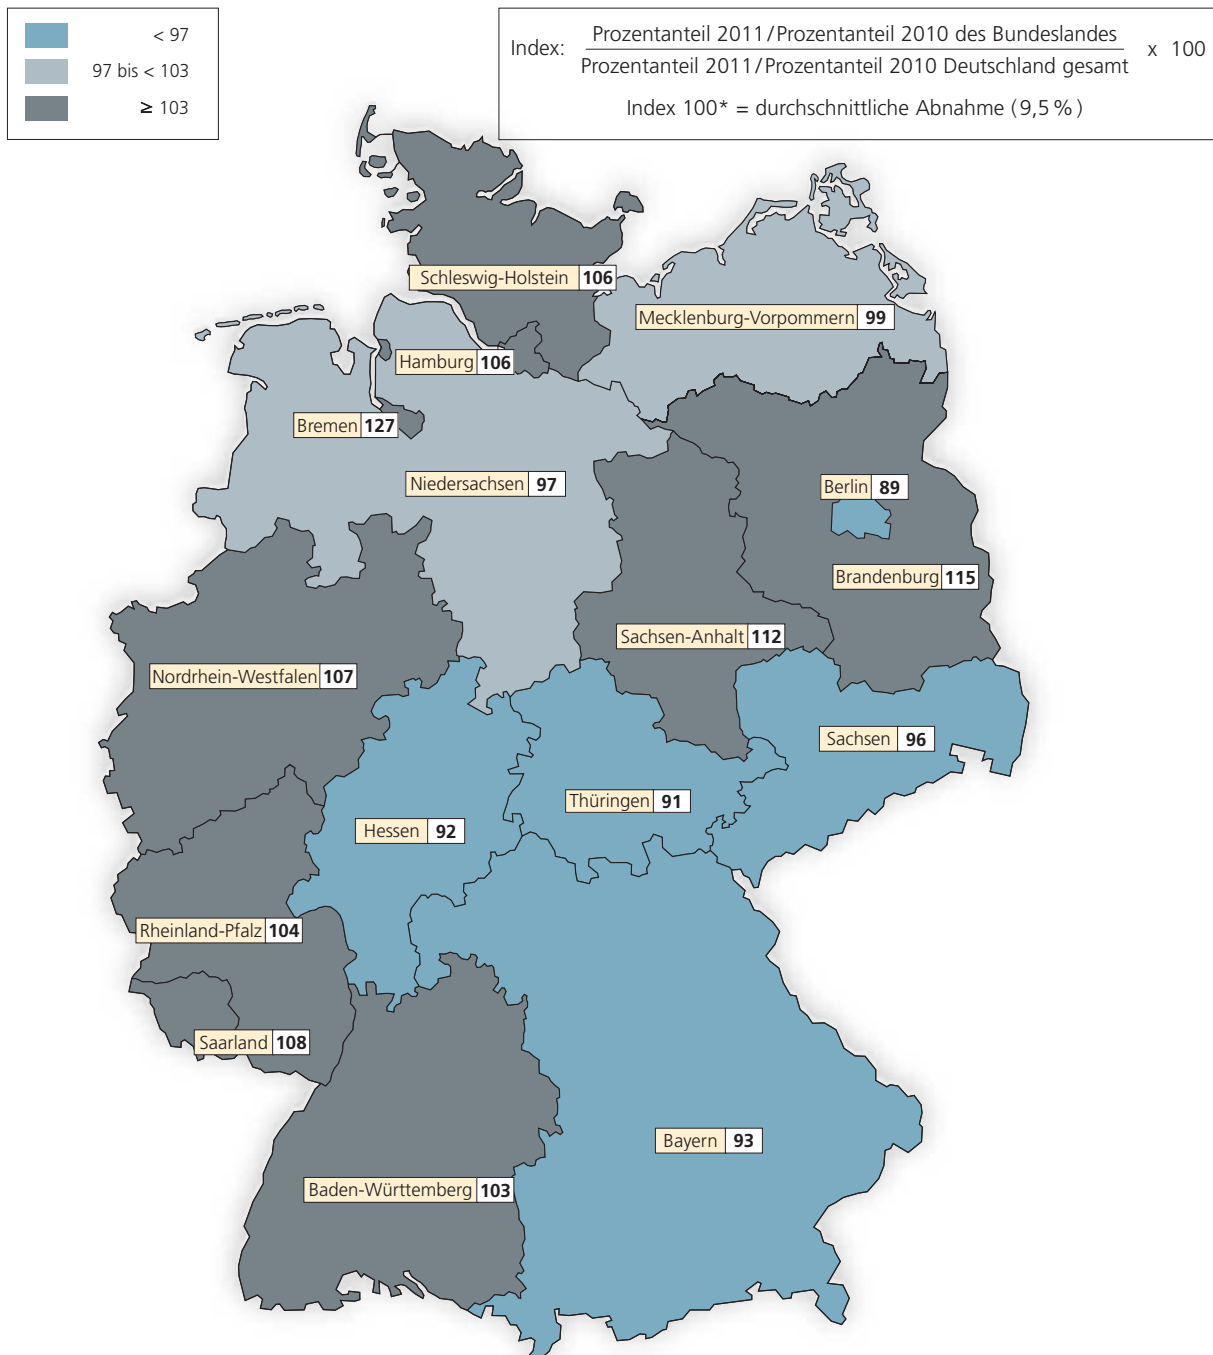 < 97
97 bis < 103
≥ 103
Index: Prozentanteil 2011/Prozentanteil 2010 des Bundeslandes x 100
Prozentanteil 2011/Prozentanteil 2010 Deutschland gesamt
Index 100* = durchschnittliche Abnahme (9,5 %)
Schleswig-Holstein 106
Mecklenburg-Vorpommern 99
Hamburg 106
Bremen 127
Niedersachsen 97
Berlin 89
Brandenburg 115
Sachsen-Anhalt 112
Nordrhein-Westfalen 107
Sachsen 96
Thüringen 91
Hessen 92
Rheinland-Pfalz 104
Saarland 108
Bayern 93
Baden-Württemberg 103